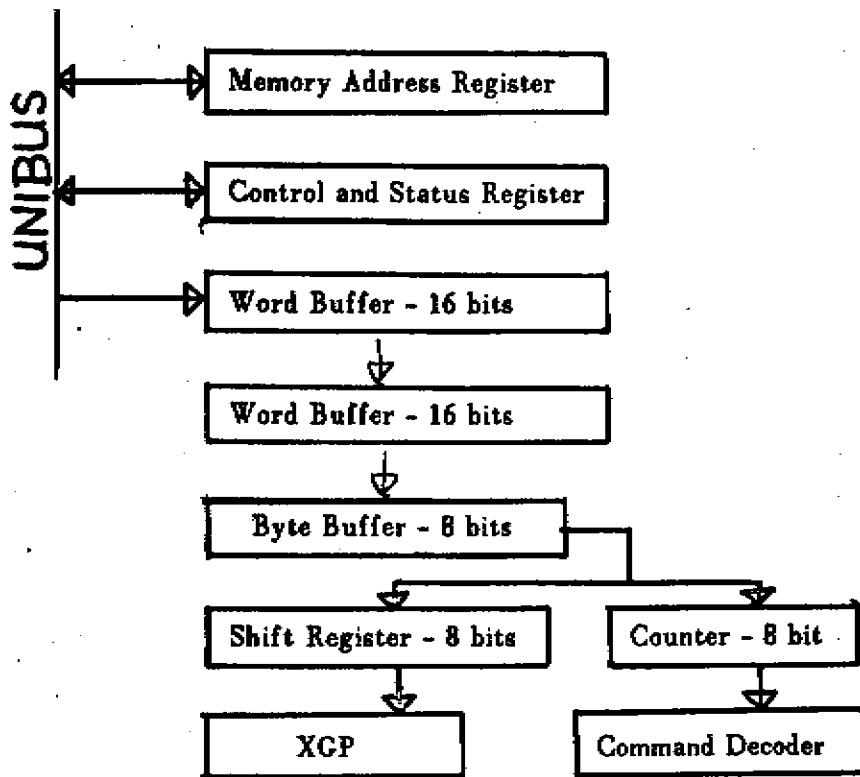 UNIBUS
Memory Address Register
Control and Status Register
Word Buffer - 16 bits
Word Buffer - 16 bits
Byte Buffer - 8 bits
Shift Register - 8 bits
Counter - 8 bit
XGP
Command Decoder